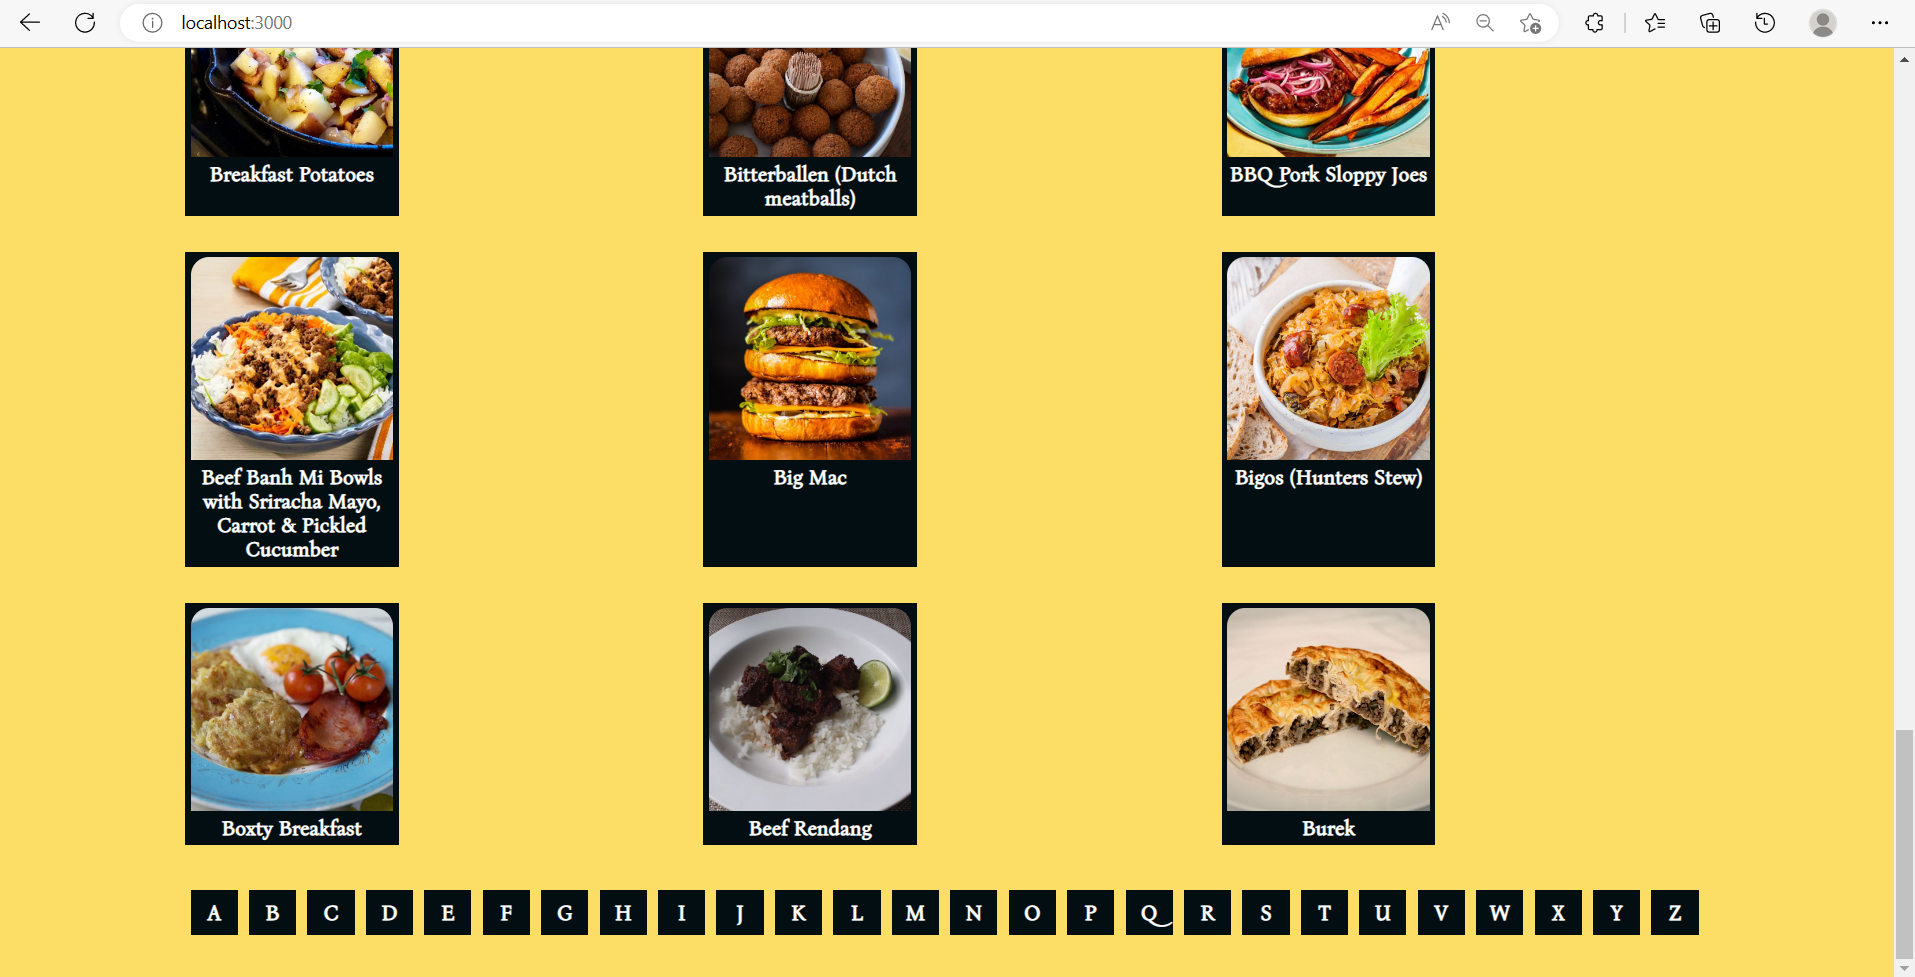 localhost:3000
Breakfast Potatoes
Bitterballen (Dutch
meatballs)
BBQ Pork Sloppy Joes
Beef Banh Mi Bowls
with Sriracha Mayo,
Carrot & Pickled
Cucumber
Big Mac
Bigos (Hunters Stew)
Boxty Breakfast
Beef Rendang
Burek
A B C D E F G H I J K L M N O P Q R S T U V W X Y Z